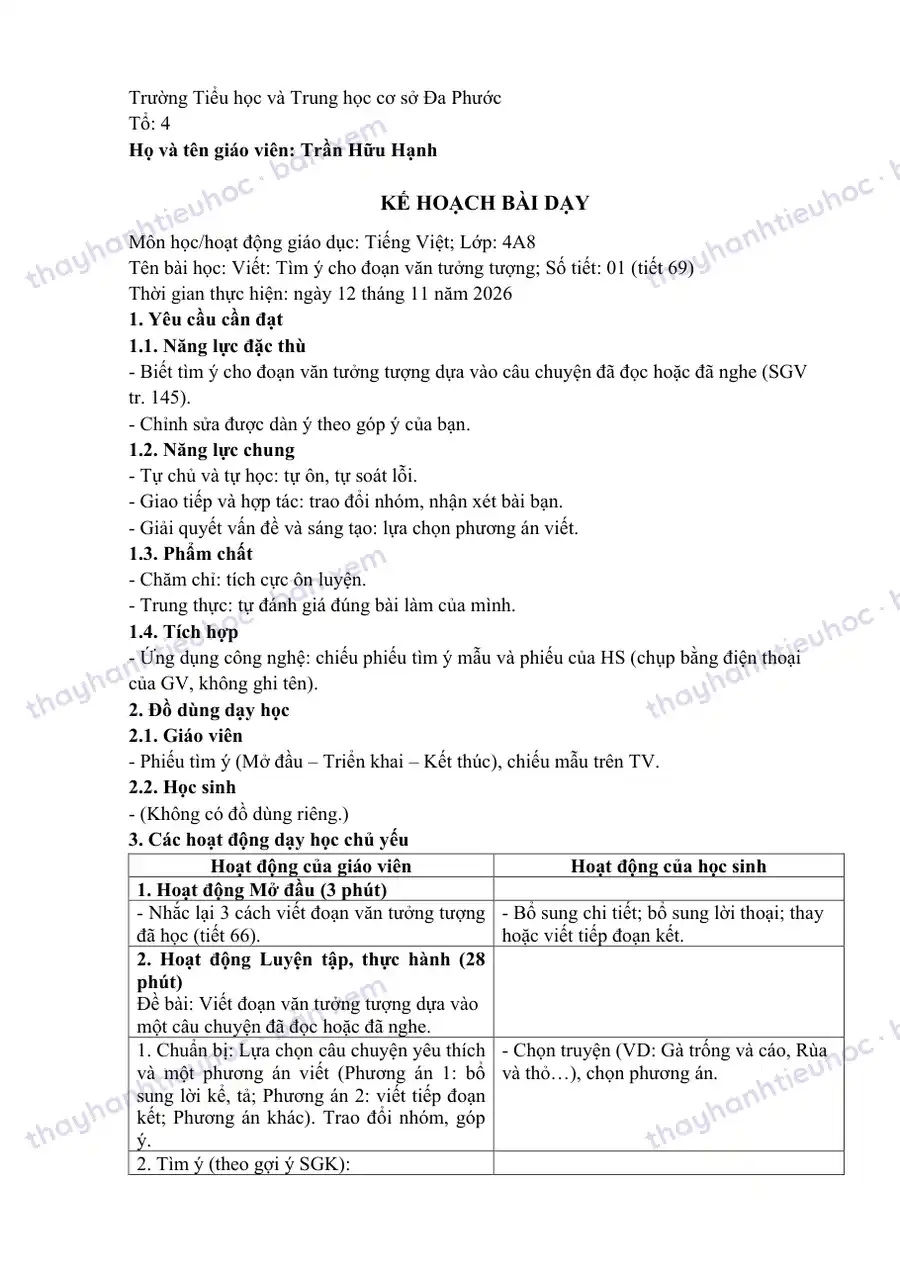 Trường Tiểu học và Trung học cơ sở Đa Phước
Tổ: 4
Họ và tên giáo viên: Trần Hữu Hạnh
KẾ HOẠCH BÀI DẠY
Môn học/hoạt động giáo dục: Tiếng Việt; Lớp: 4A8
Tên bài học: Viết: Tìm ý cho đoạn văn tưởng tượng; Số tiết: 01 (tiết 69)
Thời gian thực hiện: ngày 12 tháng 11 năm 2026
1. Yêu cầu cần đạt
1.1. Năng lực đặc thù
- Biết tìm ý cho đoạn văn tưởng tượng dựa vào câu chuyện đã đọc hoặc đã nghe (SGV
tr. 145).
- Chỉnh sửa được dàn ý theo góp ý của bạn.
1.2. Năng lực chung
- Tự chủ và tự học: tự ôn, tự soát lỗi.
- Giao tiếp và hợp tác: trao đổi nhóm, nhận xét bài bạn.
- Giải quyết vấn đề và sáng tạo: lựa chọn phương án viết.
1.3. Phẩm chất
- Chăm chỉ: tích cực ôn luyện.
- Trung thực: tự đánh giá đúng bài làm của mình.
1.4. Tích hợp
- Ứng dụng công nghệ: chiếu phiếu tìm ý mẫu và phiếu của HS (chụp bằng điện thoại
của GV, không ghi tên).
2. Đồ dùng dạy học
2.1. Giáo viên
- Phiếu tìm ý (Mở đầu – Triển khai – Kết thúc), chiếu mẫu trên TV.
2.2. Học sinh
- (Không có đồ dùng riêng.)
3. Các hoạt động dạy học chủ yếu
Hoạt động của giáo viên
Hoạt động của học sinh
1. Hoạt động Mở đầu (3 phút)
- Nhắc lại 3 cách viết đoạn văn tưởng tượng
đã học (tiết 66).
- Bổ sung chi tiết; bổ sung lời thoại; thay
hoặc viết tiếp đoạn kết.
2. Hoạt động Luyện tập, thực hành (28
phút)
Đề bài: Viết đoạn văn tưởng tượng dựa vào
một câu chuyện đã đọc hoặc đã nghe.
1. Chuẩn bị: Lựa chọn câu chuyện yêu thích
và một phương án viết (Phương án 1: bổ
sung lời kể, tả; Phương án 2: viết tiếp đoạn
kết; Phương án khác). Trao đổi nhóm, góp
ý.
- Chọn truyện (VD: Gà trống và cáo, Rùa
và thỏ…), chọn phương án.
2. Tìm ý (theo gợi ý SGK):
thayhanhtieuhoc · bản xem
thayhanhtieuhoc · b
thayhanhtieuhoc · bản xem
thayhanhtieuhoc · b
thayhanhtieuhoc · bản xem
thayhanhtieuhoc · b